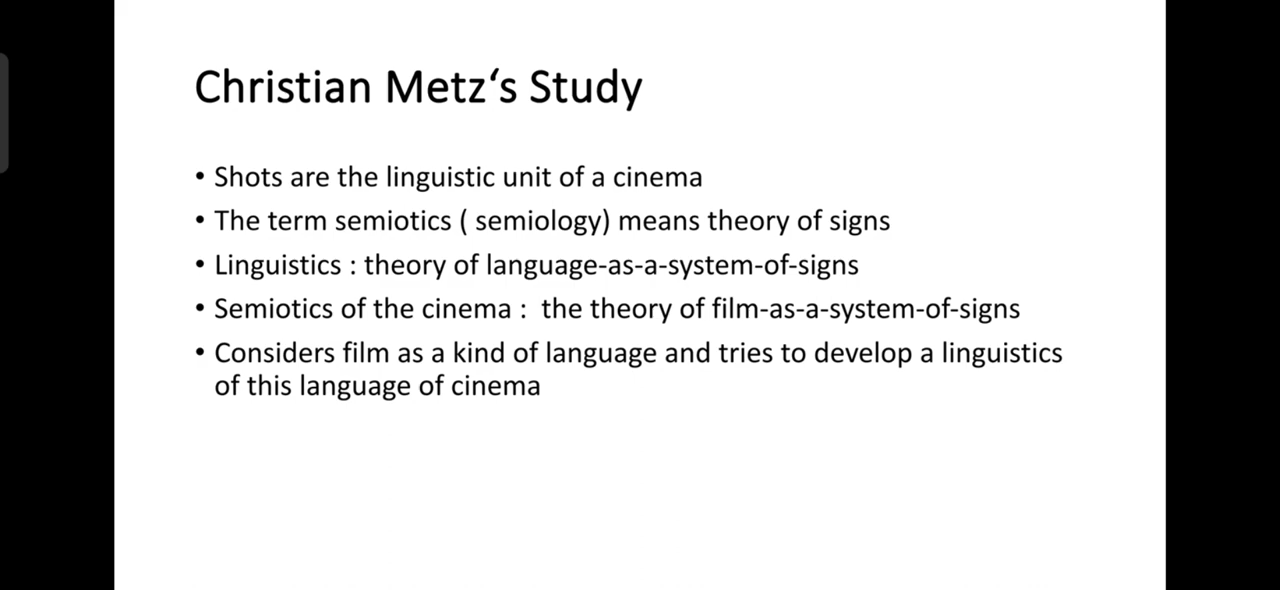 Christian Metz‘s Study
• Shots are the linguistic unit of a cinema
• The term semiotics ( semiology) means theory of signs
• Linguistics : theory of language-as-a-system-of-signs
• Semiotics of the cinema :  the theory of film-as-a-system-of-signs
• Considers film as a kind of language and tries to develop a linguistics
of this language of cinema